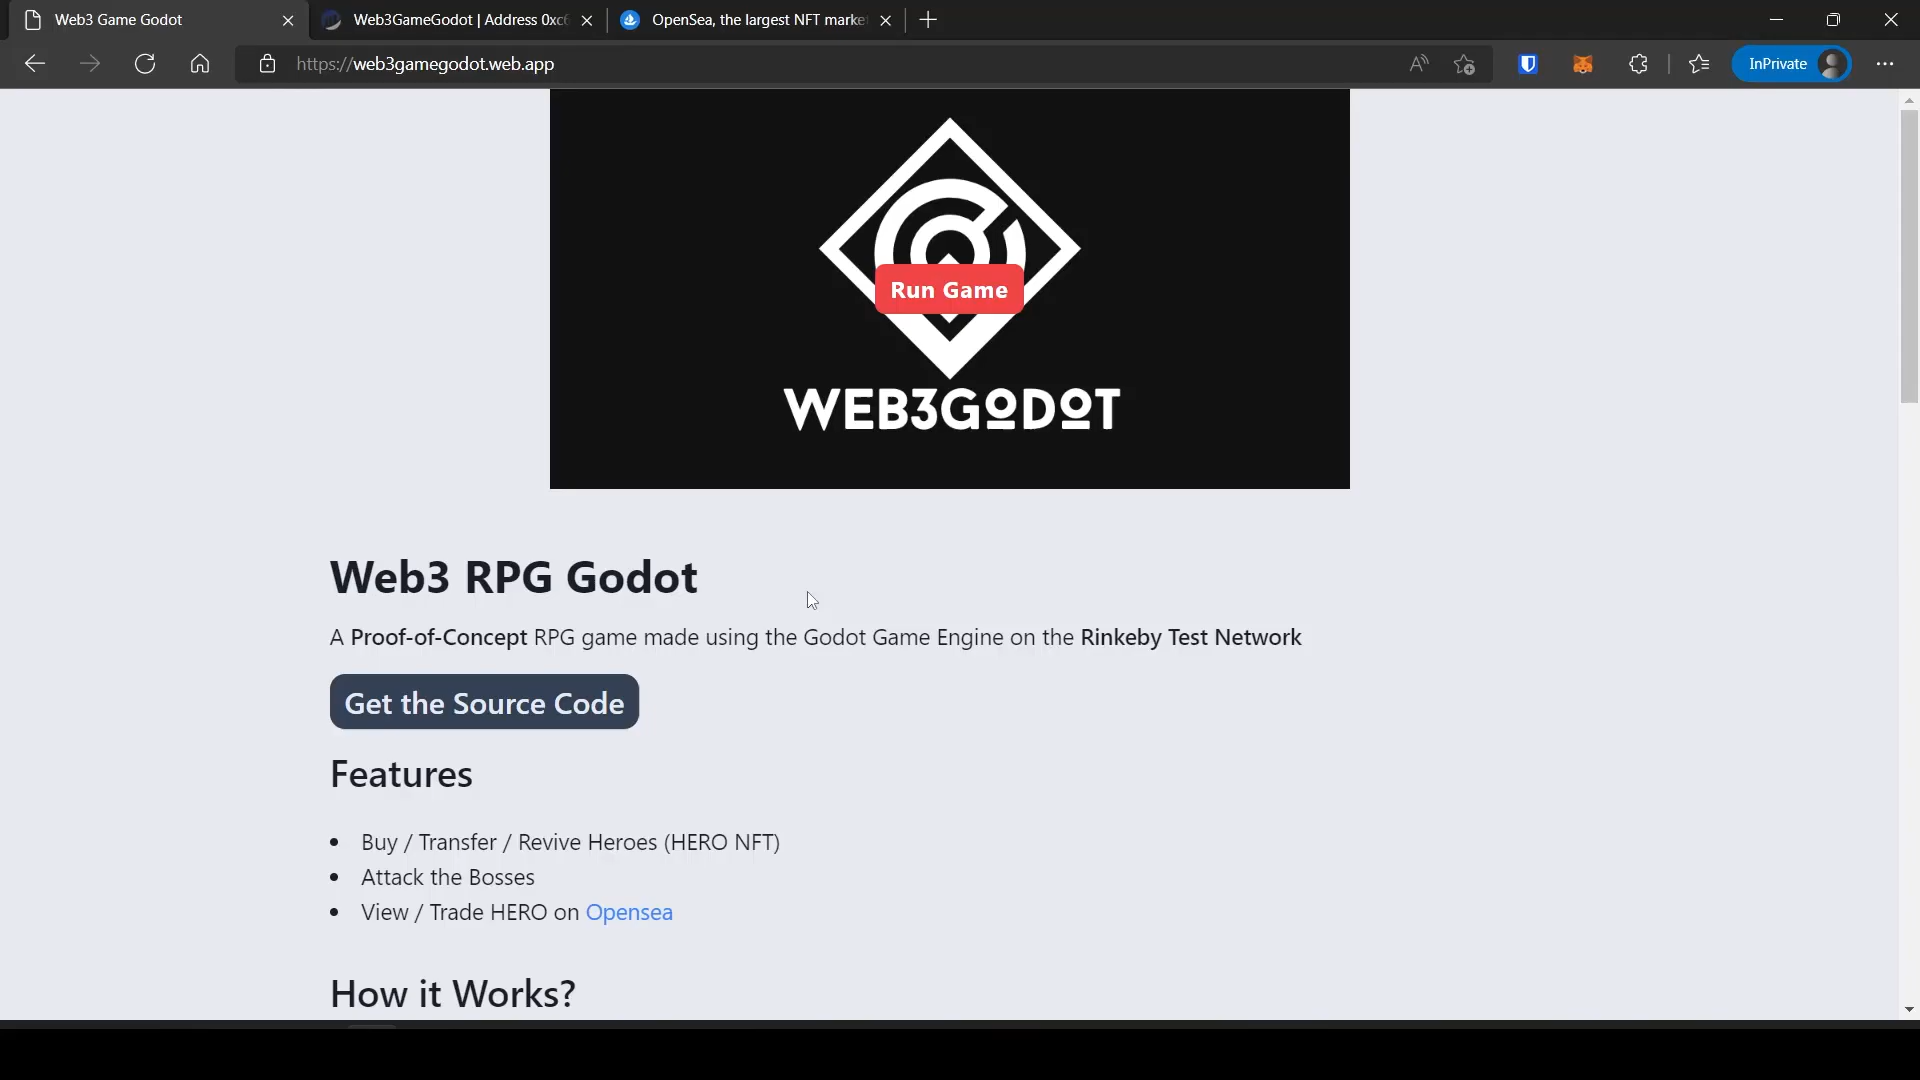 Web3 Game Godot
Web3GameGodot | Address 0xc6
OpenSea, the largest NFT marke
https://web3gamegodot.web.app
InPrivate
Run Game
WEB3GODOT
Web3 RPG Godot
A Proof-of-Concept RPG game made using the Godot Game Engine on the Rinkeby Test Network
Get the Source Code
Features
• Buy / Transfer / Revive Heroes (HERO NFT)
• Attack the Bosses
• View / Trade HERO on Opensea
How it Works?